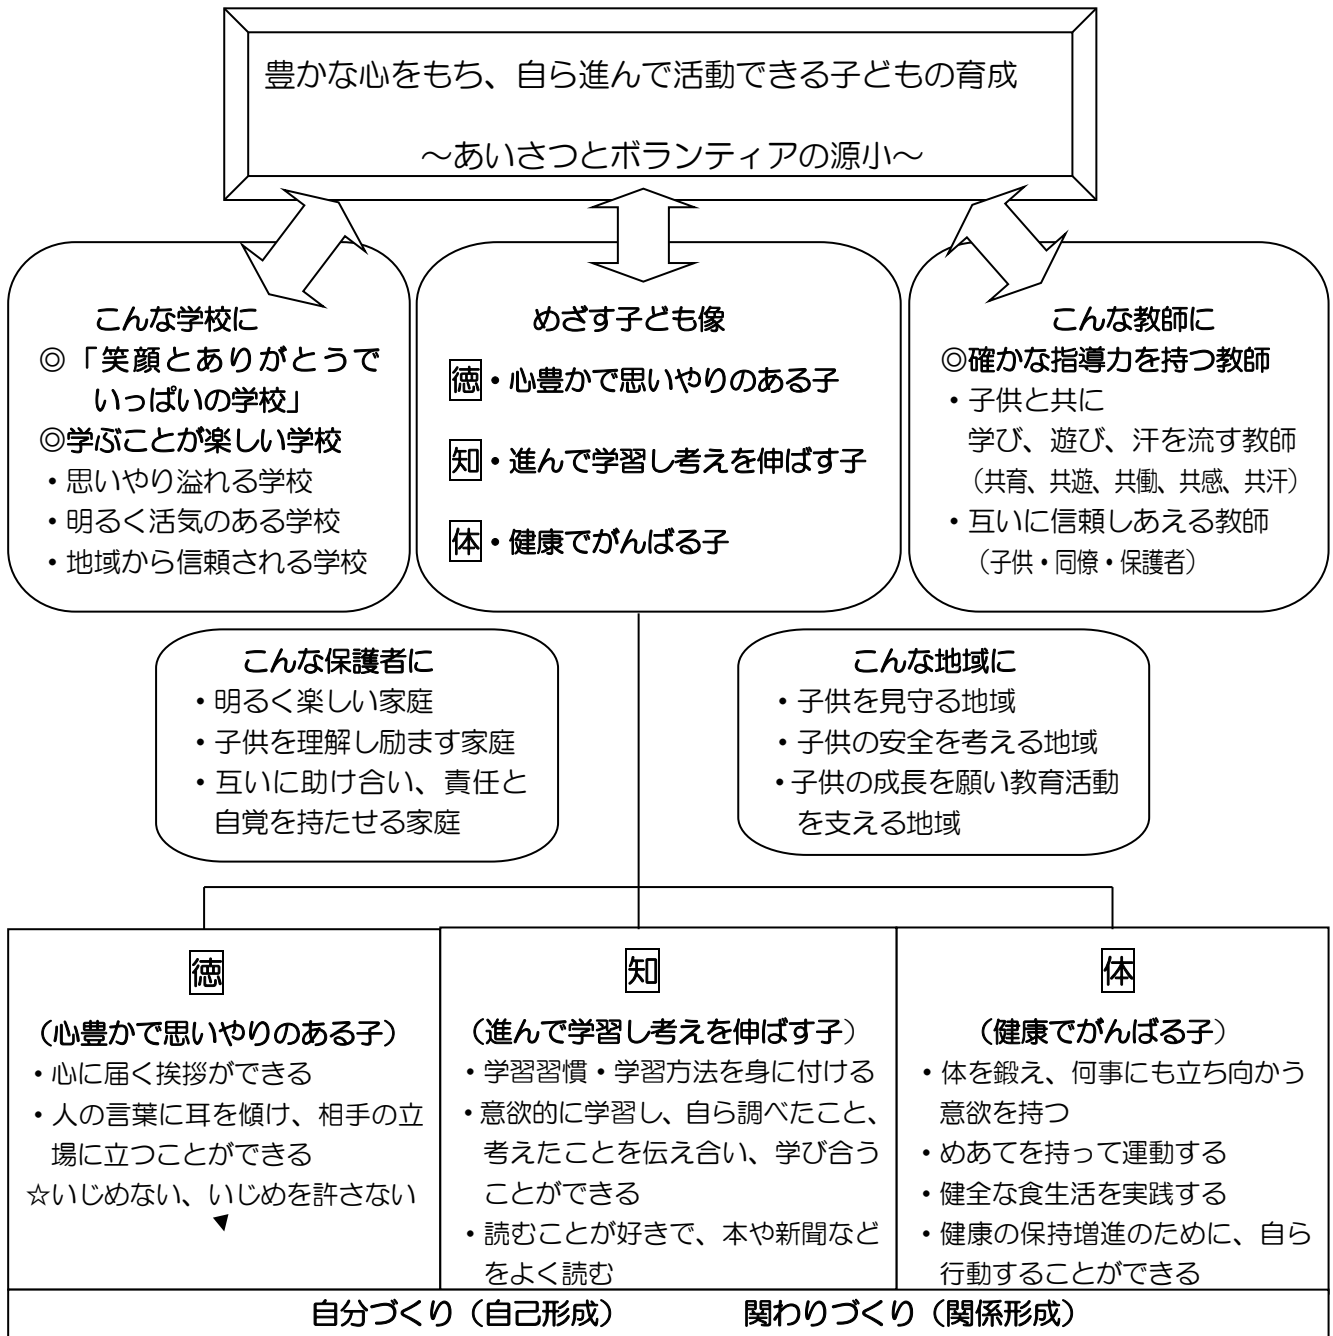 豊かな心をもち、自ら進んで活動できる子どもの育成
～あいさつとボランティアの源小～
こんな学校に
◎「笑顔とありがとうで
いっぱいの学校」
◎学ぶことが楽しい学校
・思いやり溢れる学校
・明るく活気のある学校
・地域から信頼される学校
めざす子ども像
徳・心豊かで思いやりのある子
知・進んで学習し考えを伸ばす子
体・健康でがんばる子
こんな教師に
◎確かな指導力を持つ教師
・子供と共に
学び、遊び、汗を流す教師
（共育、共遊、共働、共感、共汗）
・互いに信頼しあえる教師
（子供・同僚・保護者）
こんな保護者に
・明るく楽しい家庭
・子供を理解し励ます家庭
・互いに助け合い、責任と
自覚を持たせる家庭
こんな地域に
・子供を見守る地域
・子供の安全を考える地域
・子供の成長を願い教育活動
を支える地域
徳
（心豊かで思いやりのある子）
・心に届く挨拶ができる
・人の言葉に耳を傾け、相手の立
場に立つことができる
☆いじめない、いじめを許さない
知
（進んで学習し考えを伸ばす子）
・学習習慣・学習方法を身に付ける
・意欲的に学習し、自ら調べたこと、
考えたことを伝え合い、学び合う
ことができる
・読むことが好きで、本や新聞など
をよく読む
体
（健康でがんばる子）
・体を鍛え、何事にも立ち向かう
意欲を持つ
・めあてを持って運動する
・健全な食生活を実践する
・健康の保持増進のために、自ら
行動することができる
自分づくり（自己形成） 関わりづくり（関係形成）